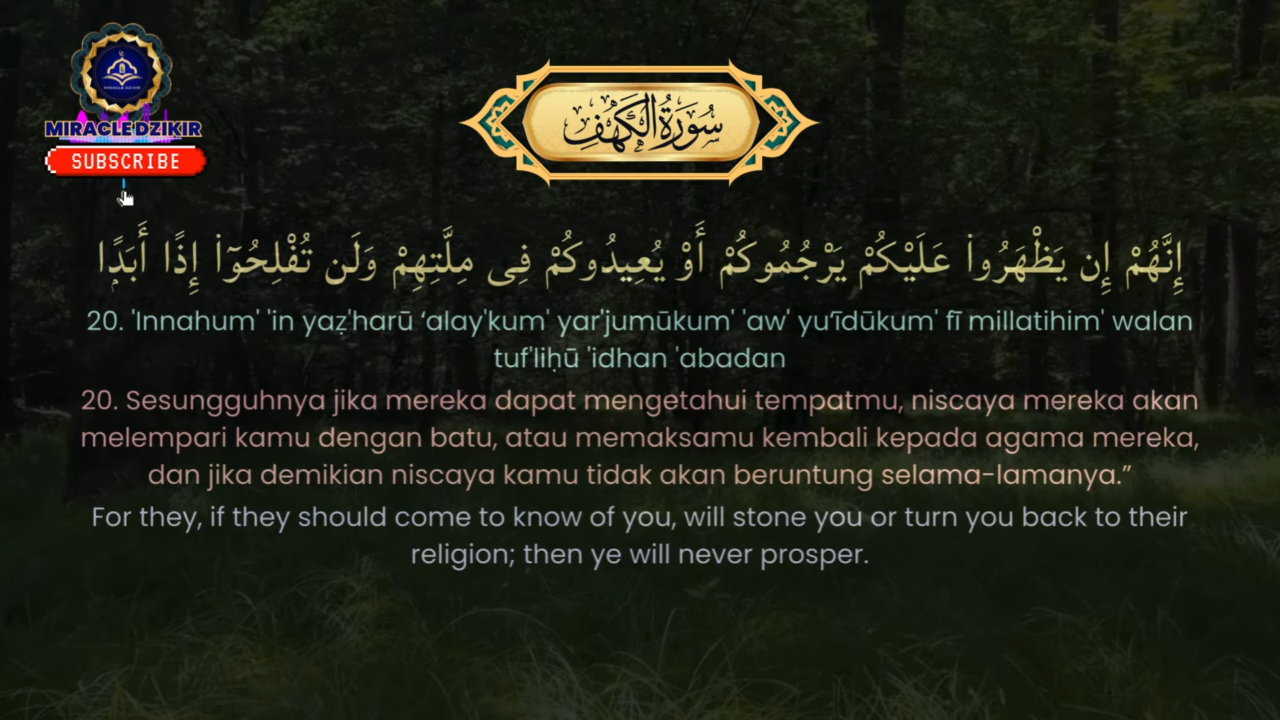 MIRACLE DZIKIR
SUBSCRIBE
سُورَةُ الْكَهْفِ
إِنَّهُمْ إِن يَظْهَرُوا۟ عَلَيْكُمْ يَرْجُمُوكُمْ أَوْ يُعِيدُوكُمْ فِى مِلَّتِهِمْ وَلَن تُفْلِحُوٓا۟ إِذًا أَبَدًۭا
20. 'Innahum' 'in yaẓ'harū ‘alay'kum' yar'jumūkum' 'aw' yu‘īdūkum' fī millatihim' walan
tuf'liḥū 'idhan 'abadan
20. Sesungguhnya jika mereka dapat mengetahui tempatmu, niscaya mereka akan
melempari kamu dengan batu, atau memaksamu kembali kepada agama mereka,
dan jika demikian niscaya kamu tidak akan beruntung selama-lamanya.”
For they, if they should come to know of you, will stone you or turn you back to their
religion; then ye will never prosper.